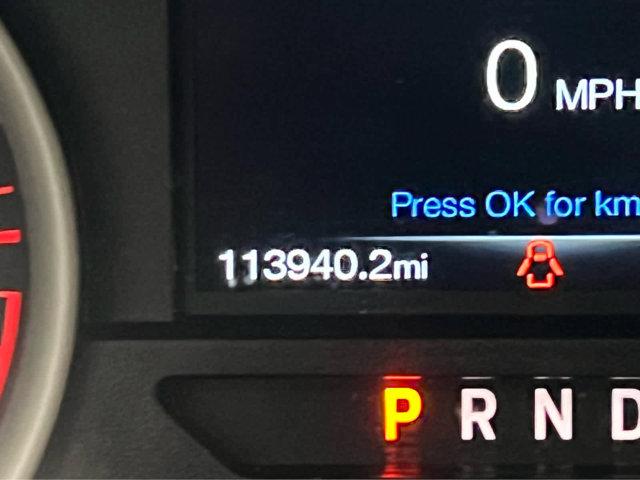 0 MPH
Press OK for km
113940.2mi
P R N D